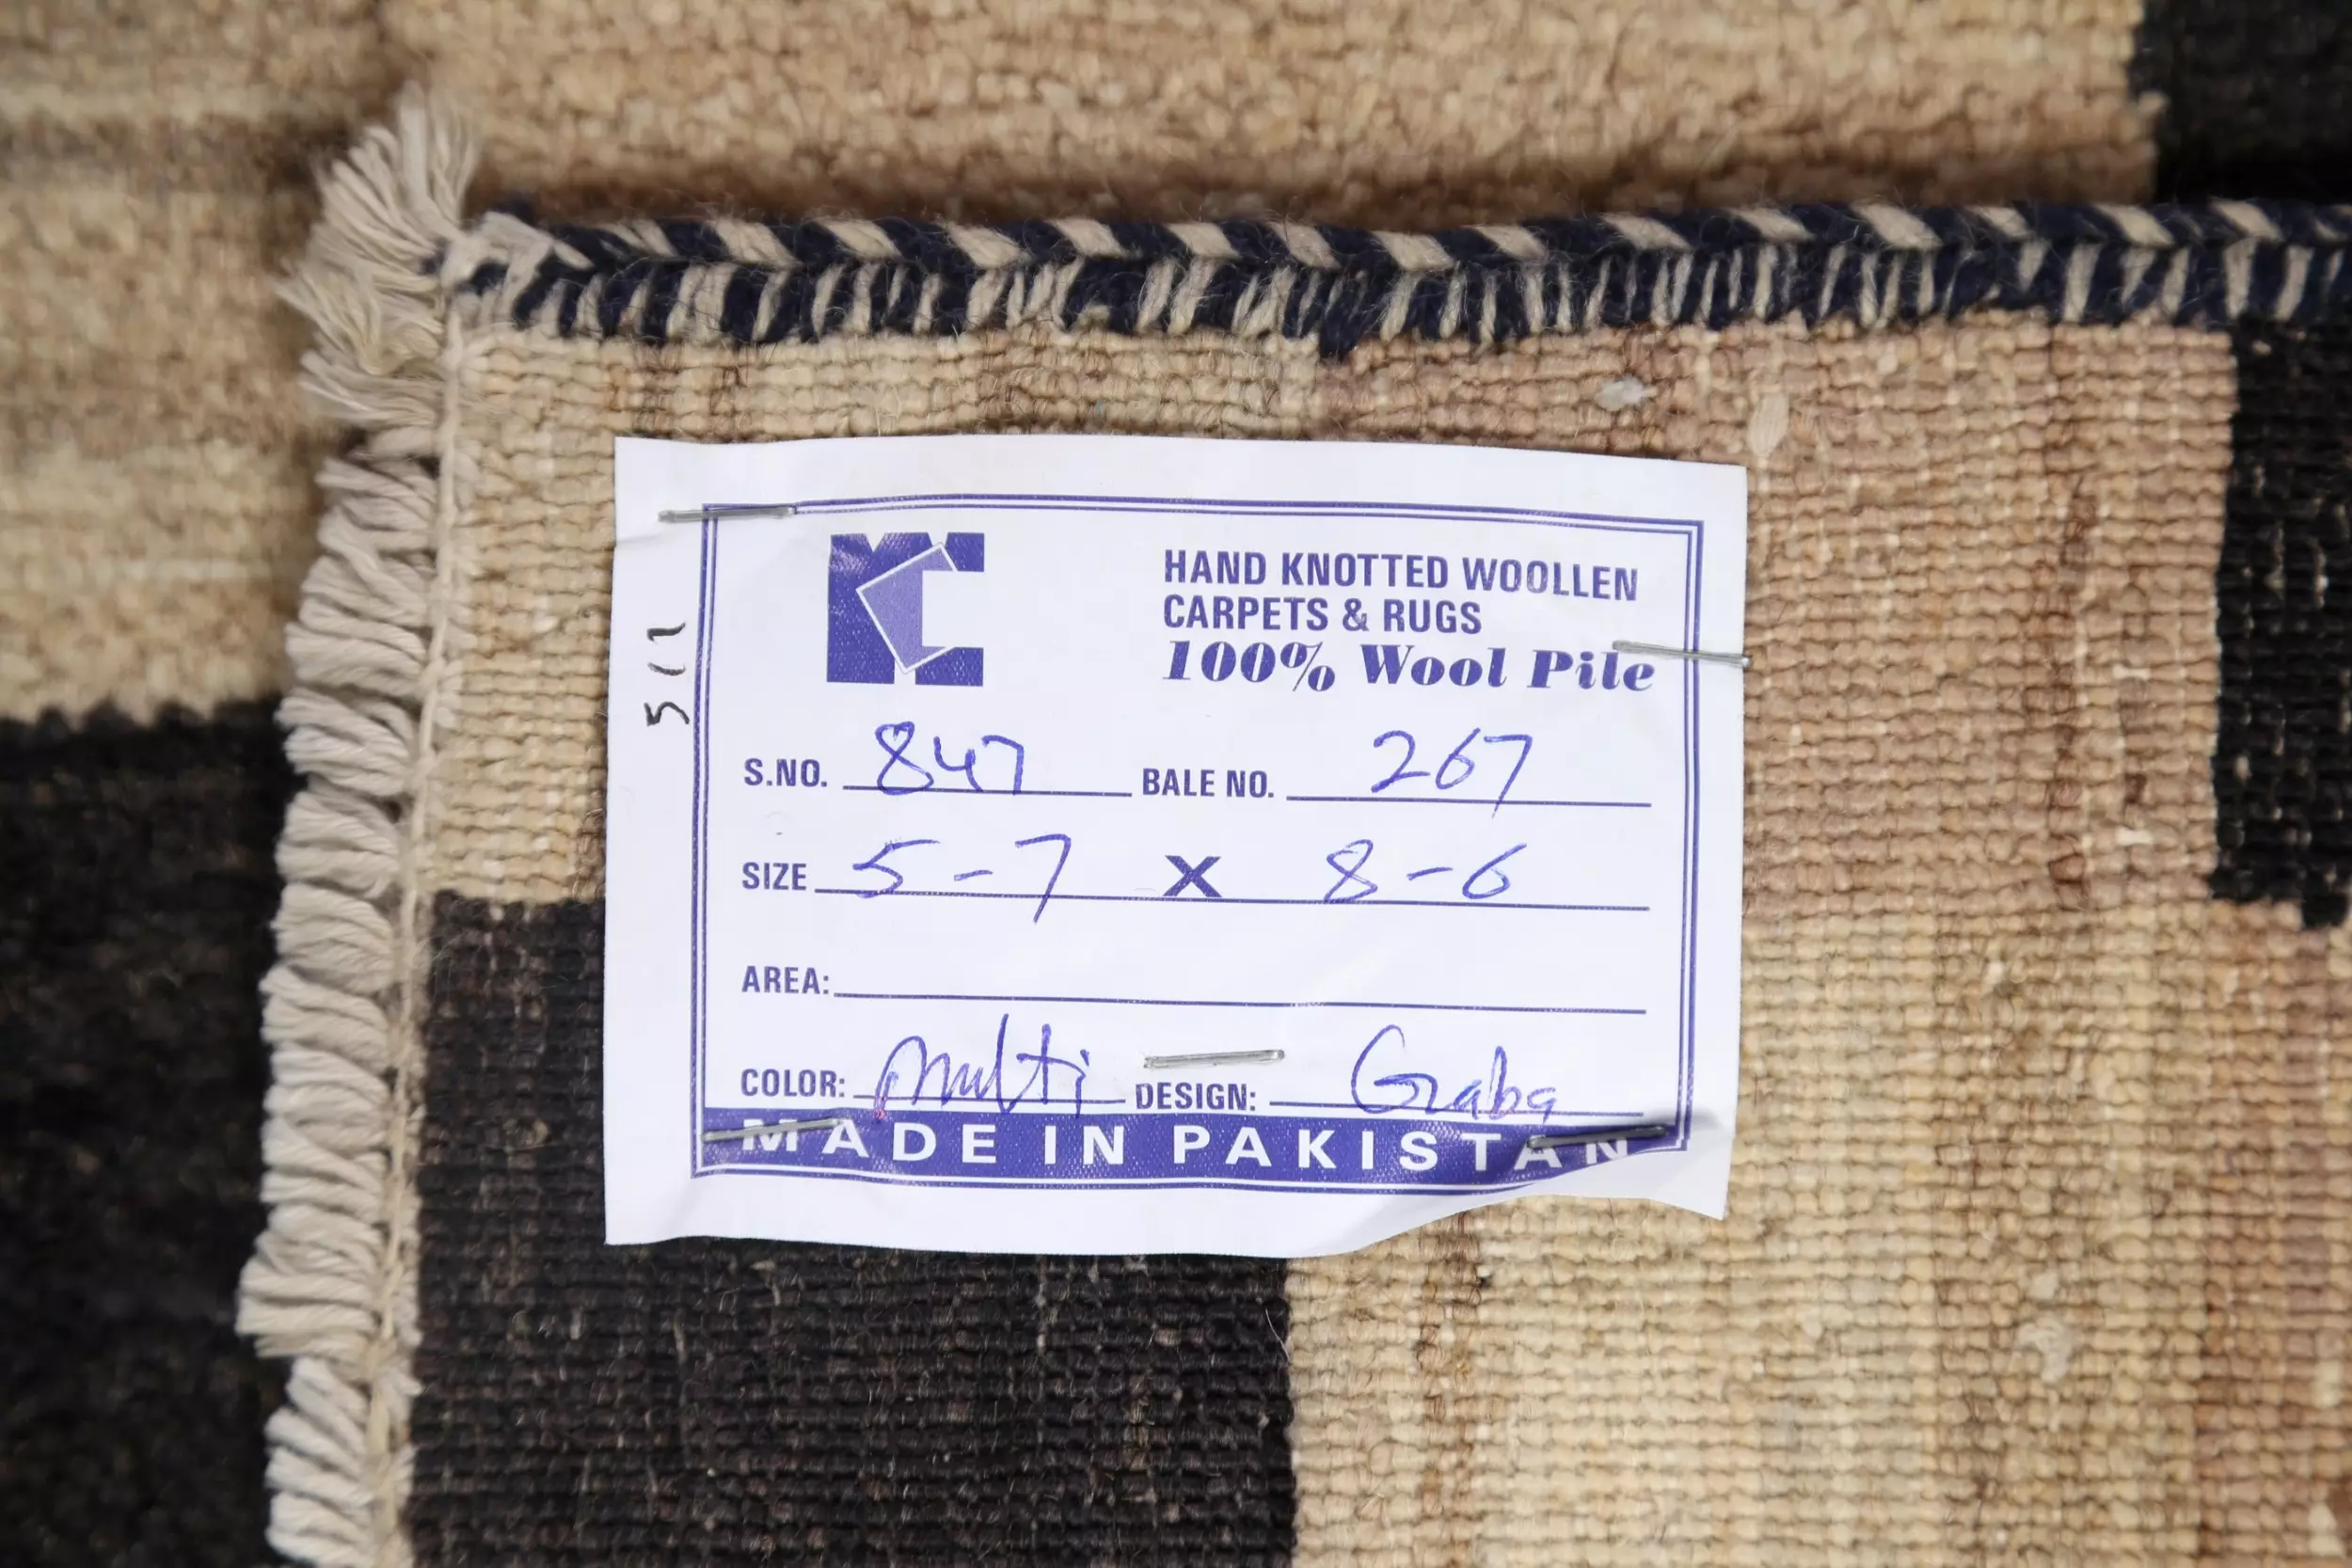 HAND KNOTTED WOOLLEN
CARPETS & RUGS
100% Wool Pile
511
S.NO. 847 BALE NO. 267
SIZE 5-7 X 8-6
AREA:
COLOR: Multi DESIGN: Graba
MADE IN PAKISTAN